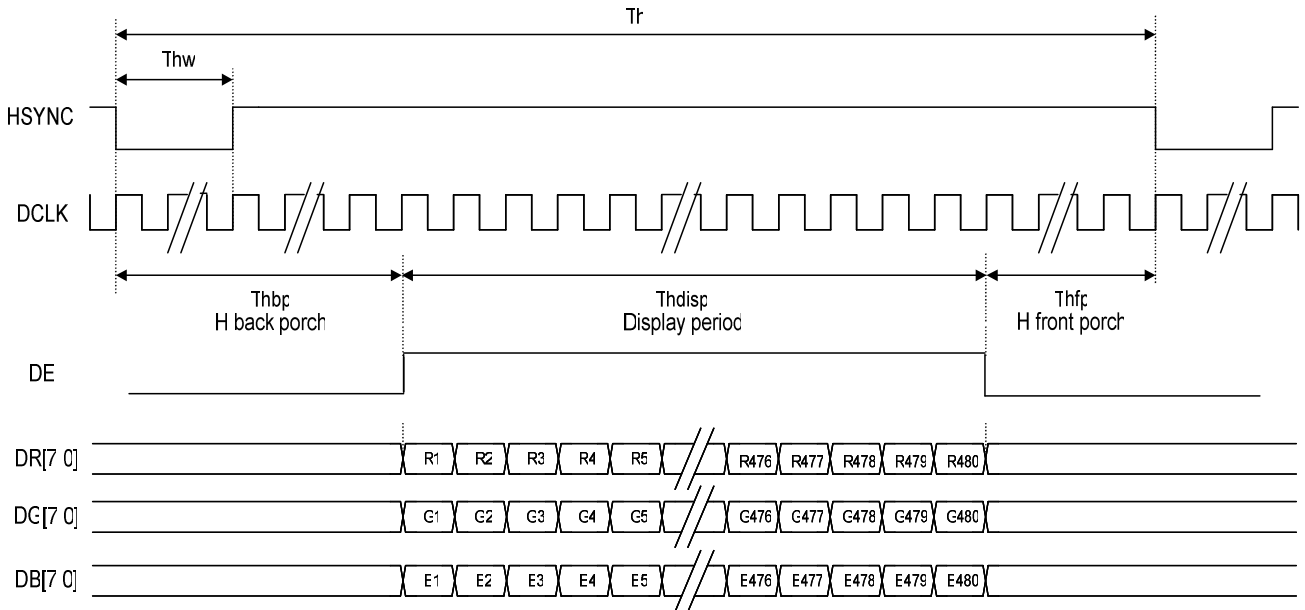 Th
Thw
HSYNC
DCLK
Thbp
H back porch
Thdisp
Display period
Thfp
H front porch
DE
DR[7 0] R1 R2 R3 R4 R5 R476 R477 R478 R479 R480
DG[7 0] G1 G2 G3 G4 G5 G476 G477 G478 G479 G480
DB[7 0] E1 E2 E3 E4 E5 E476 E477 E478 E479 E480